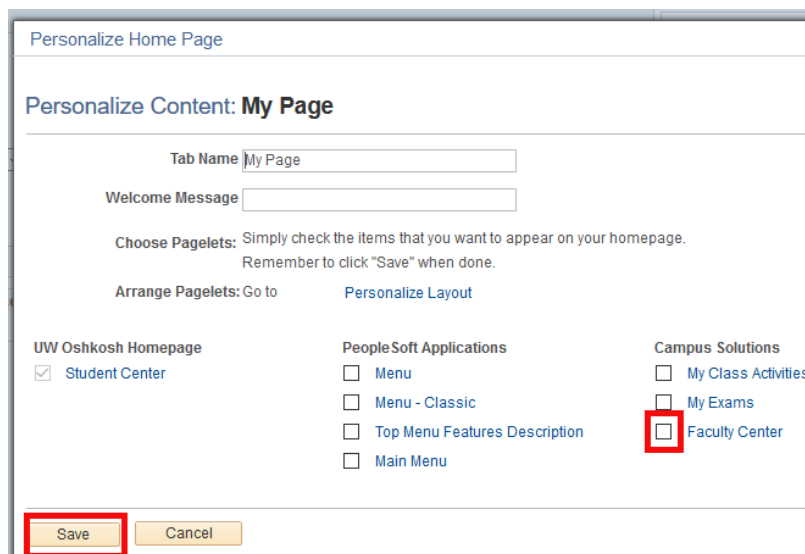 Personalize Home Page
Personalize Content: My Page
Tab Name My Page
Welcome Message
Choose Pagelets: Simply check the items that you want to appear on your homepage.
Remember to click "Save" when done.
Arrange Pagelets: Go to Personalize Layout
UW Oshkosh Homepage PeopleSoft Applications Campus Solutions
Student Center Menu My Class Activities
Menu - Classic My Exams
Top Menu Features Description Faculty Center
Main Menu
Save Cancel